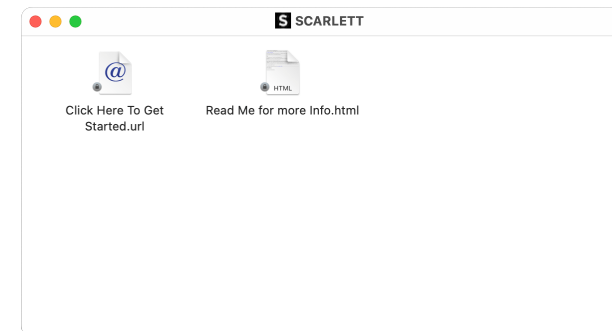 S SCARLETT
@
HTML
Click Here To Get
Started.url
Read Me for more Info.html